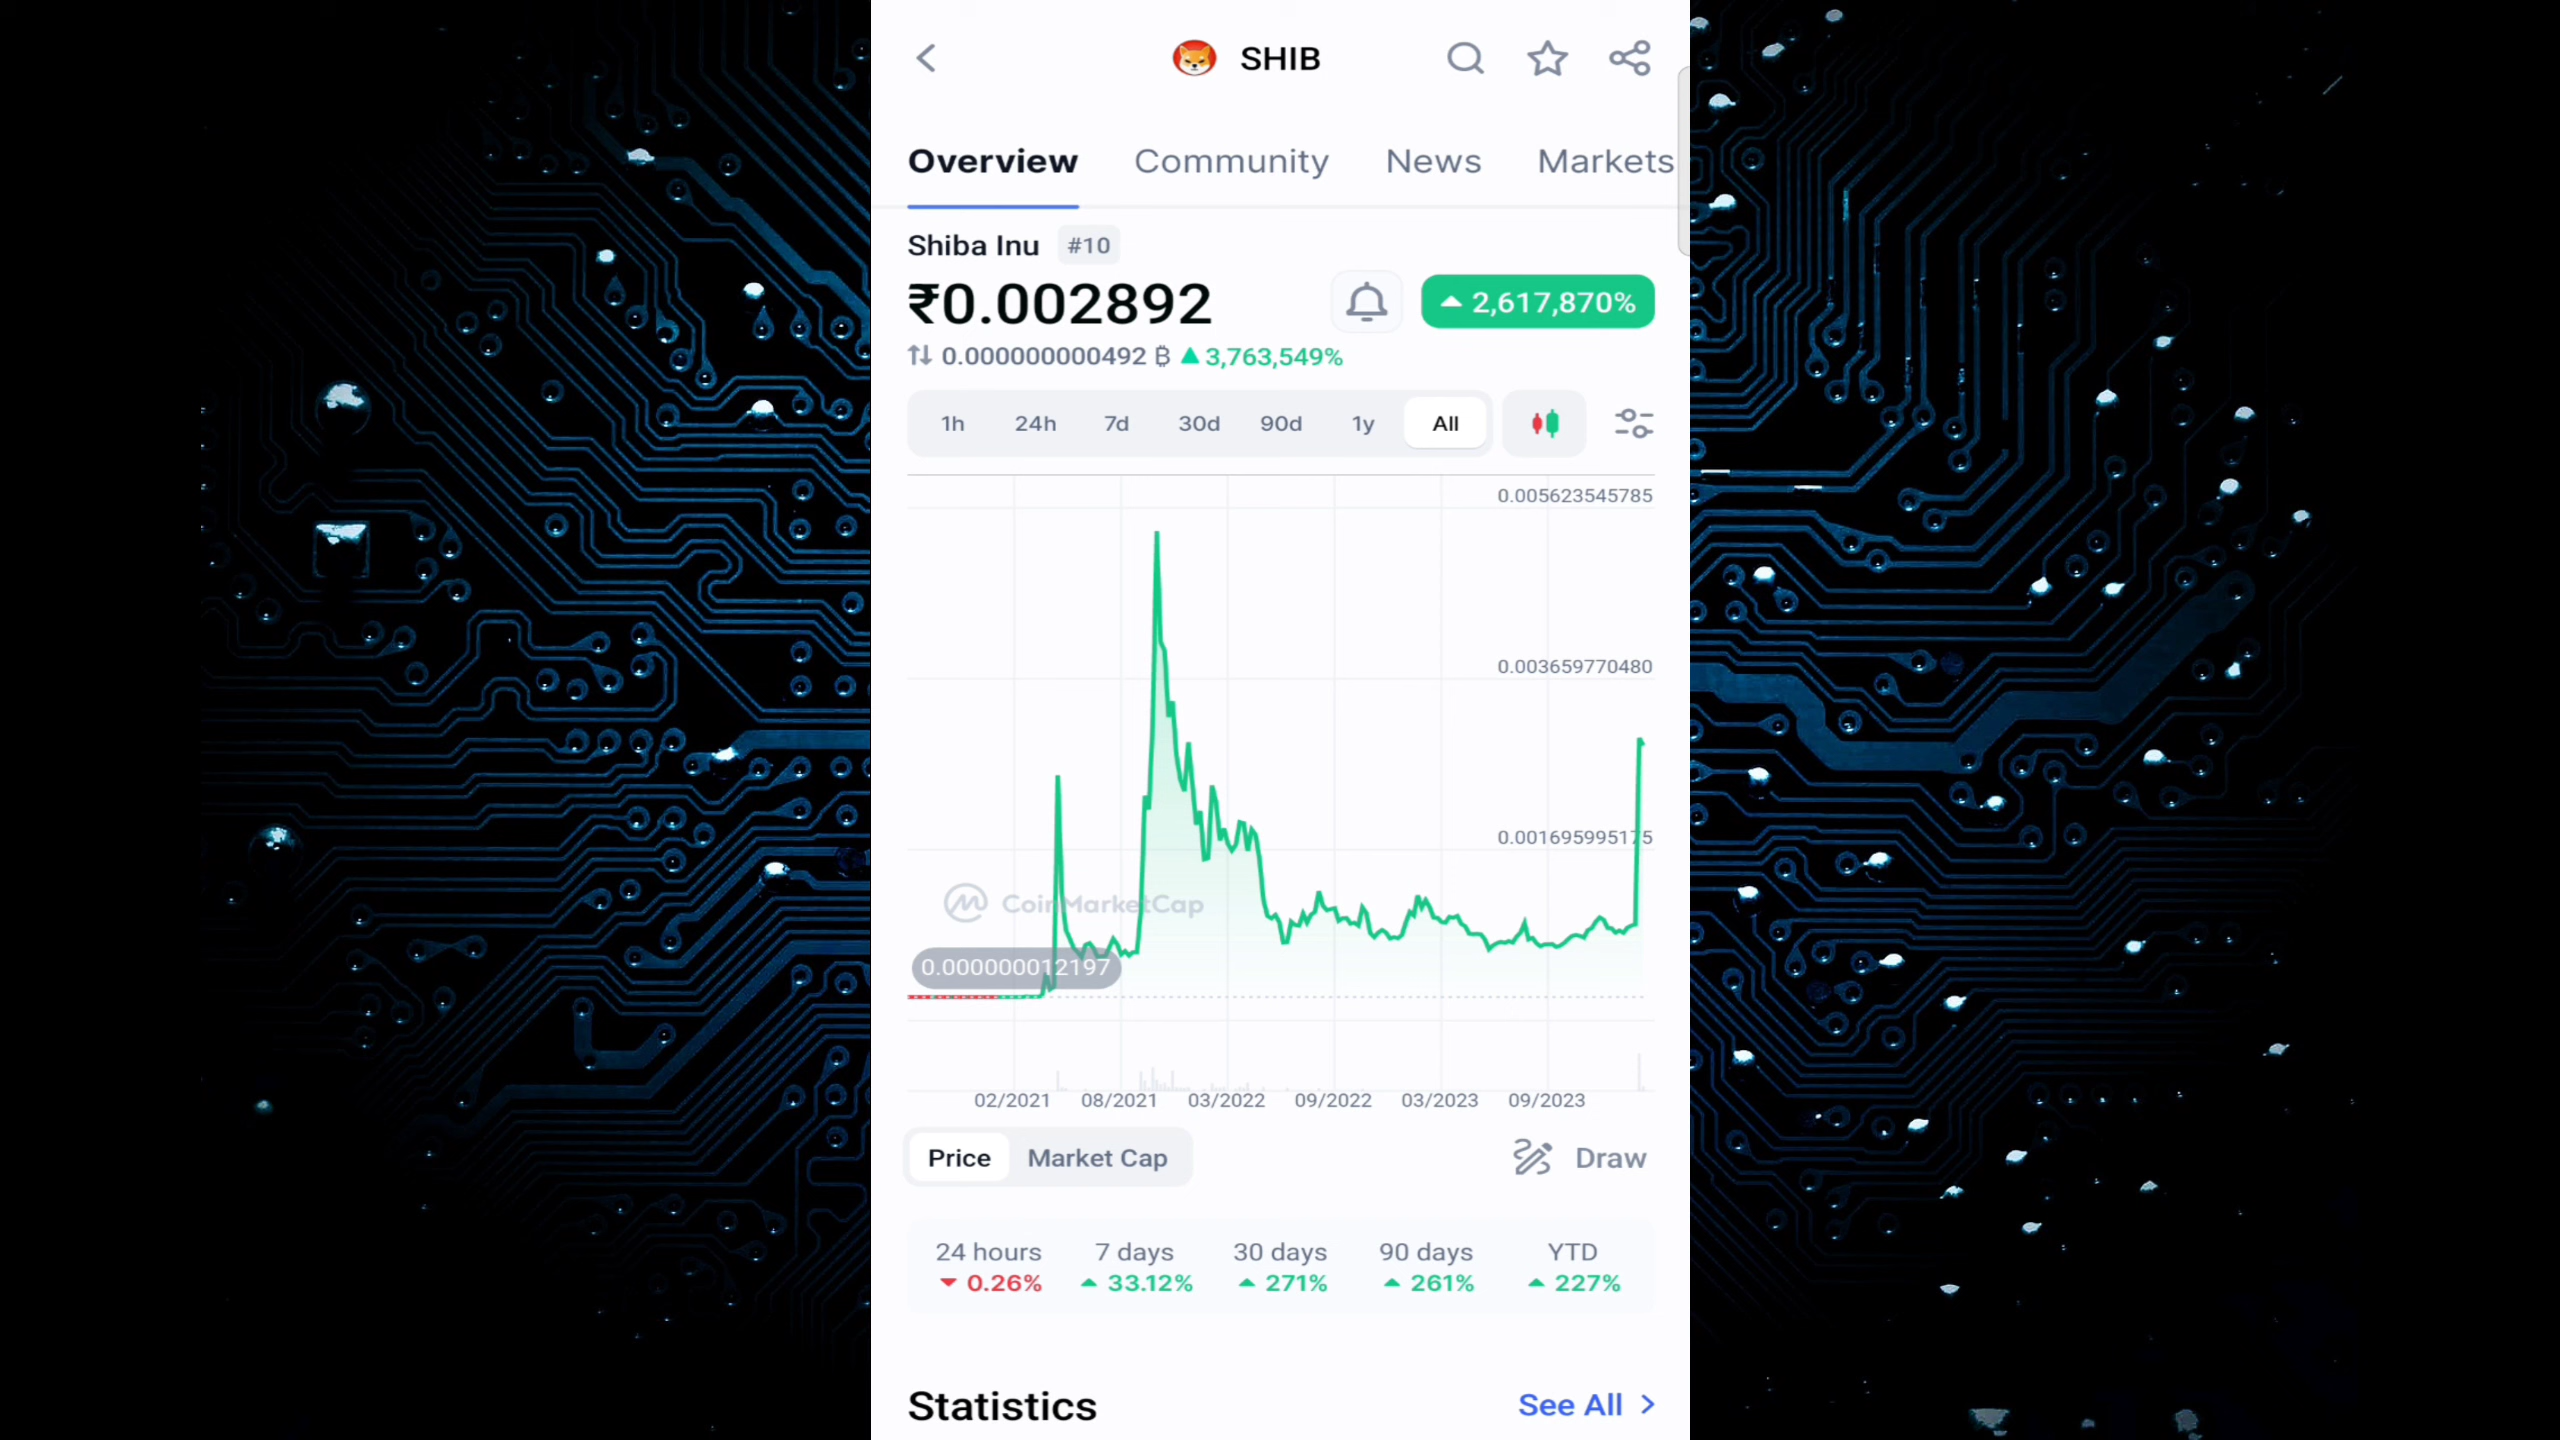 SHIB
Overview Community News Markets
Shiba Inu #10
₹0.002892 2,617,870%
0.000000000492 ₿ 3,763,549%
1h 24h 7d 30d 90d 1y All
0.005623545785
0.003659770480
0.001695995175
CoinMarketCap
0.000000012197
02/2021 08/2021 03/2022 09/2022 03/2023 09/2023
Price Market Cap Draw
24 hours 7 days 30 days 90 days YTD
0.26% 33.12% 271% 261% 227%
Statistics See All